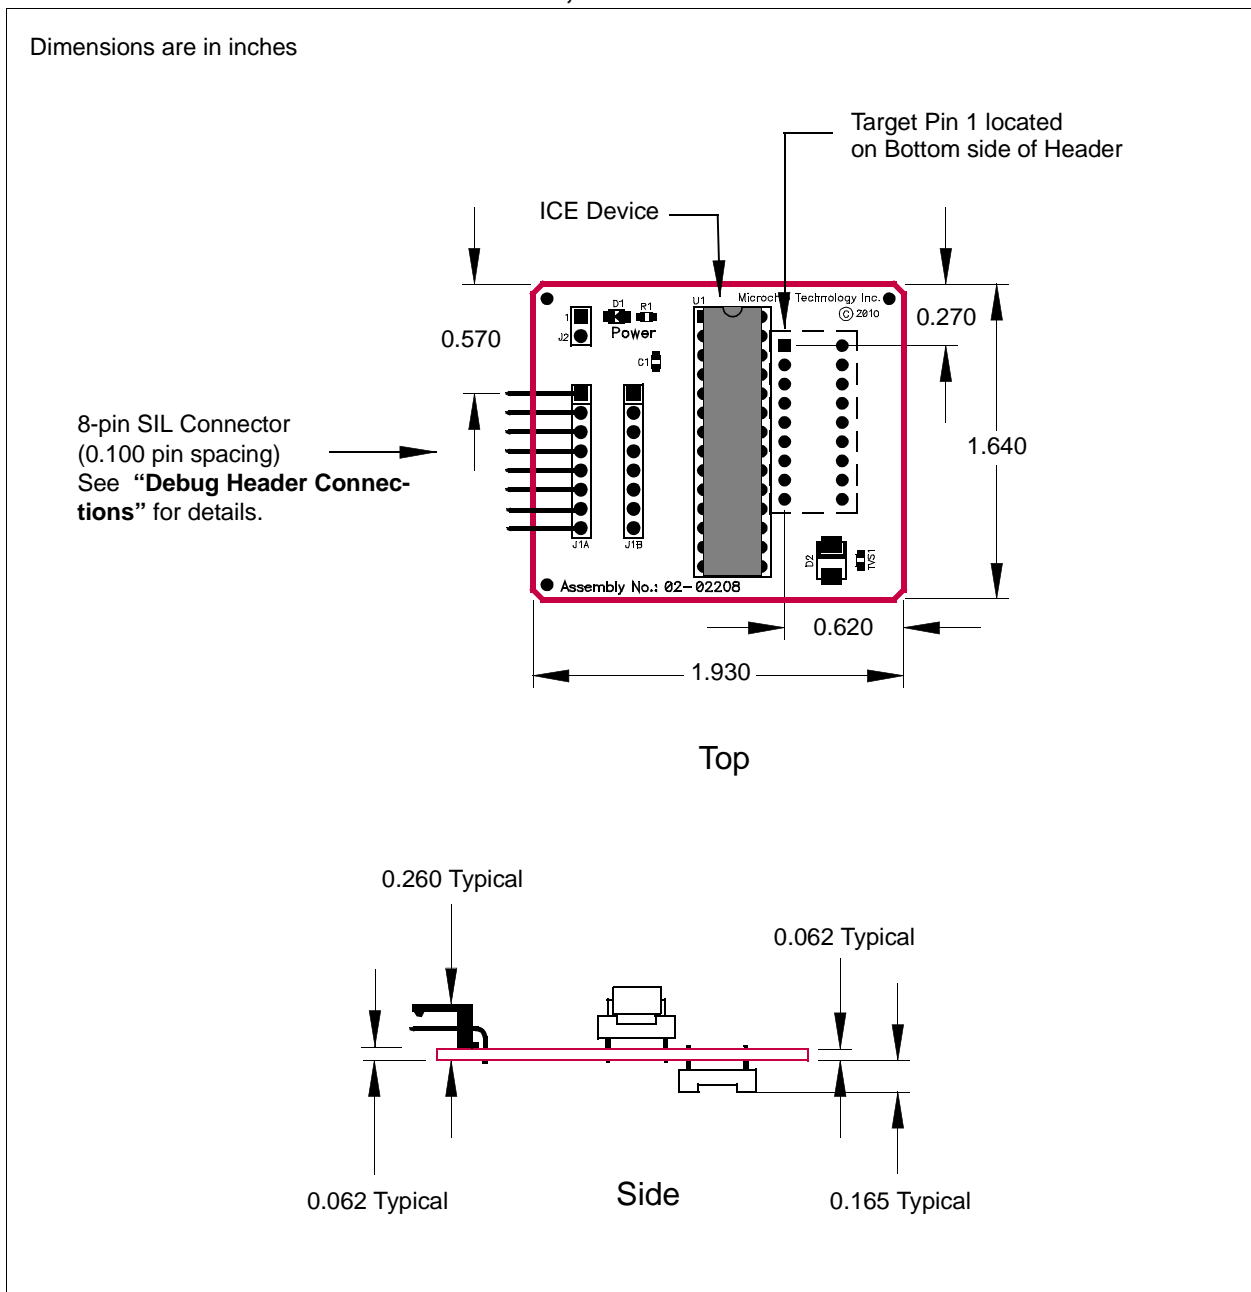 Dimensions are in inches
Target Pin 1 located
on Bottom side of Header
ICE Device
U1
Technology Inc.
© 2010
D1
R1
1
J2
Power
C1
0.570
0.270
8-pin SIL Connector
(0.100 pin spacing)
See “Debug Header Connec-
tions” for details.
1.640
J1A
J1B
D2
TVS1
Assembly No.: 02-02208
0.620
1.930
Top
0.260 Typical
0.062 Typical
0.062 Typical
Side
0.165 Typical